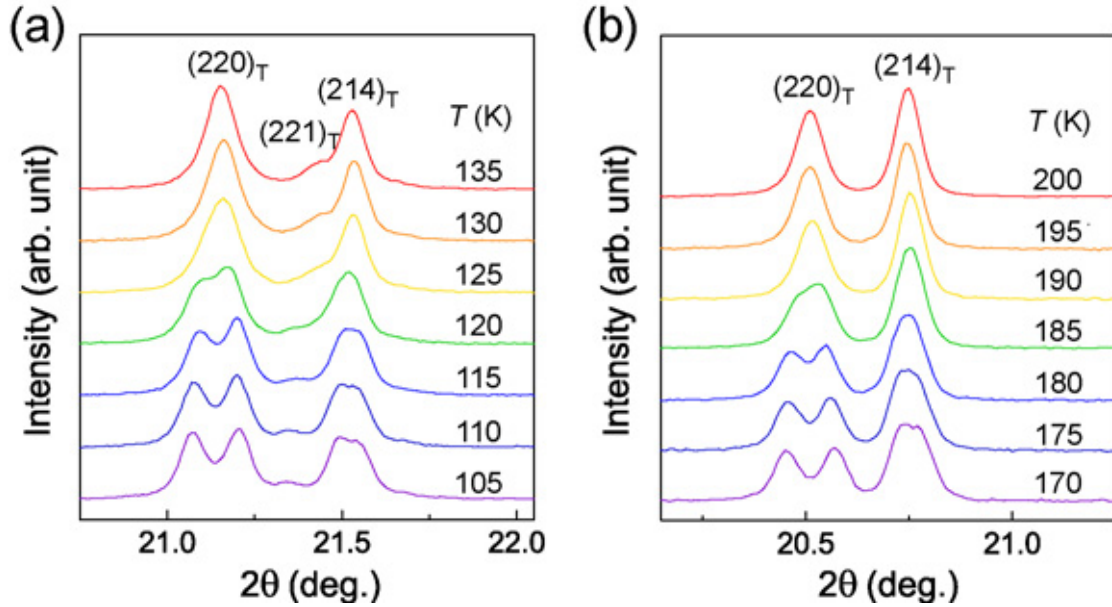 (a)
(220)T
(221)T
(214)T
T (K)
135
130
125
120
115
110
105
Intensity (arb. unit)
21.0
21.5
22.0
2θ (deg.)
(b)
(220)T
(214)T
T (K)
200
195
190
185
180
175
170
Intensity (arb. unit)
20.5
21.0
2θ (deg.)